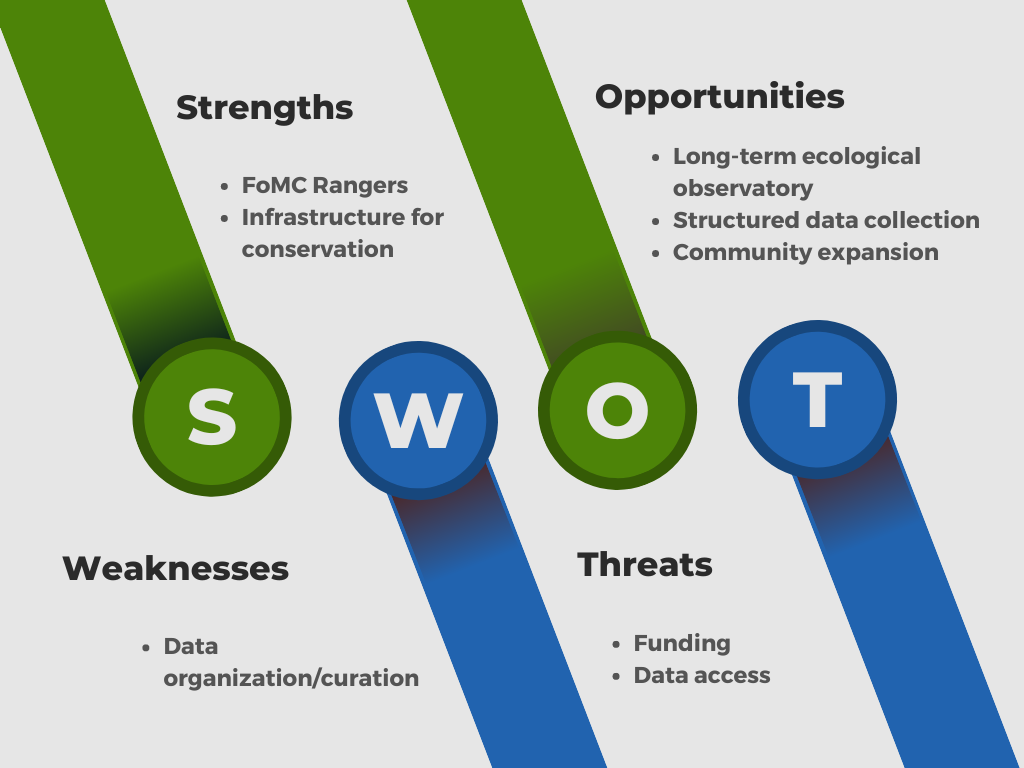 Strengths
• FoMC Rangers
• Infrastructure for
conservation
Opportunities
• Long-term ecological
observatory
• Structured data collection
• Community expansion
S
W
O
T
Weaknesses
• Data
organization/curation
Threats
• Funding
• Data access